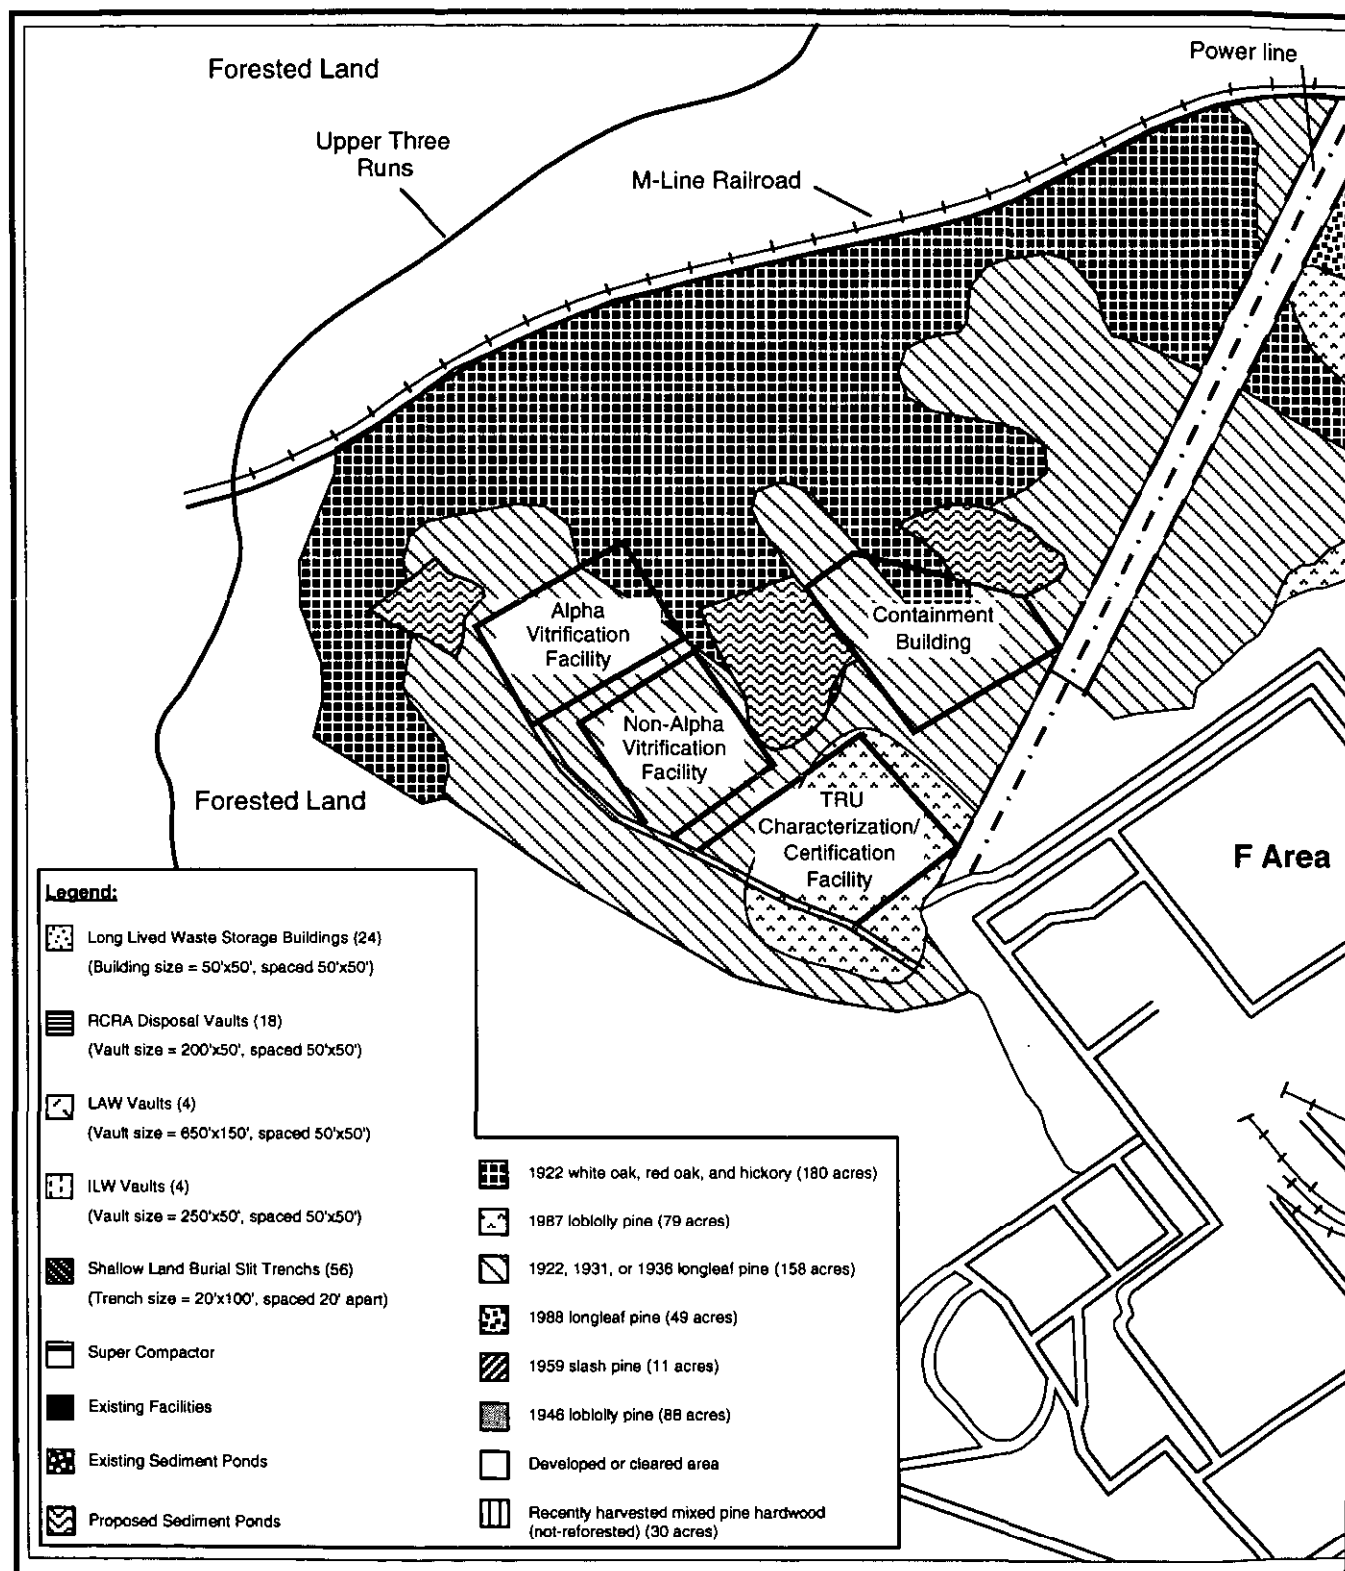 Power line
Forested Land
Upper Three
Runs
M-Line Railroad
Alpha
Vitrification
Facility
Containment
Building
Non-Alpha
Vitrification
Facility
Forested Land
TRU
Characterization/
Certification
Facility
F Area
Legend:
Long Lived Waste Storage Buildings (24)
(Building size = 50'x50', spaced 50'x50')
RCRA Disposal Vaults (18)
(Vault size = 200'x50', spaced 50'x50')
LAW Vaults (4)
(Vault size = 650'x150', spaced 50'x50')
ILW Vaults (4)
(Vault size = 250'x50', spaced 50'x50')
Shallow Land Burial Slit Trenchs (56)
(Trench size = 20'x100', spaced 20' apart)
Super Compactor
Existing Facilities
Existing Sediment Ponds
Proposed Sediment Ponds
1922 white oak, red oak, and hickory (180 acres)
1987 loblolly pine (79 acres)
1922, 1931, or 1936 longleaf pine (158 acres)
1988 longleaf pine (49 acres)
1959 slash pine (11 acres)
1946 loblolly pine (88 acres)
Developed or cleared area
Recently harvested mixed pine hardwood
(not-reforested) (30 acres)